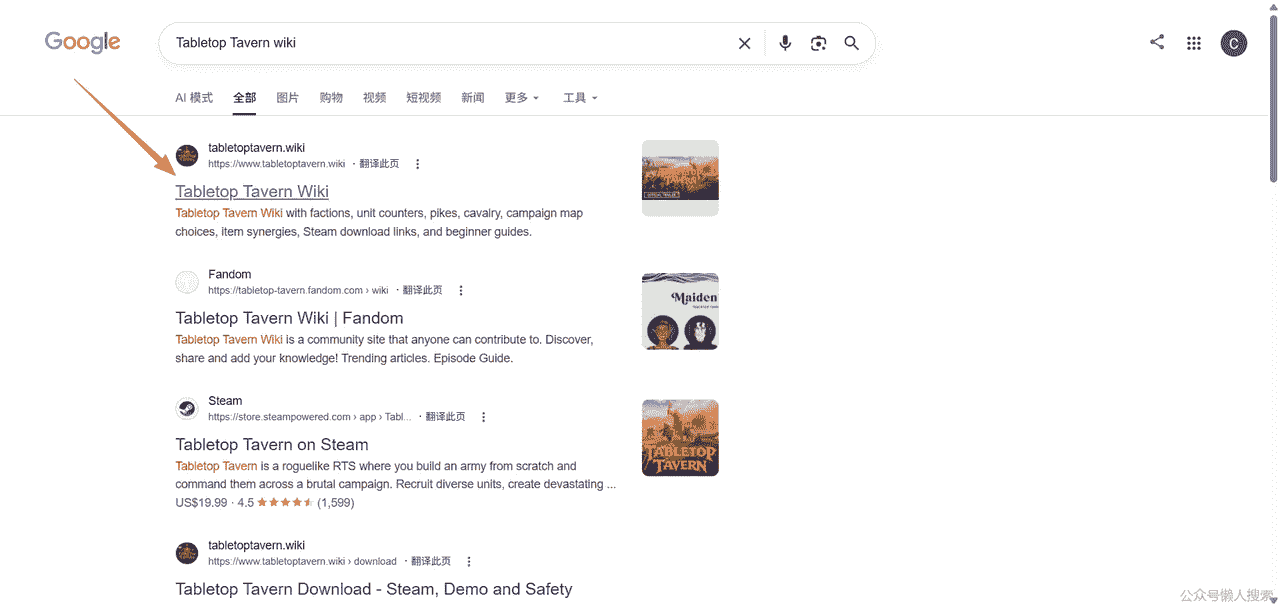 Google
Tabletop Tavern wiki
C
AI 模式 全部 图片 购物 视频 短视频 新闻 更多 工具
tabletoptavern.wiki
https://www.tabletoptavern.wiki · 翻译此页
Tabletop Tavern Wiki
Tabletop Tavern Wiki with factions, unit counters, pikes, cavalry, campaign map
choices, item synergies, Steam download links, and beginner guides.
Fandom
https://tabletop-tavern.fandom.com › wiki · 翻译此页
Maiden
Tabletop Tavern Wiki | Fandom
Tabletop Tavern Wiki is a community site that anyone can contribute to. Discover,
share and add your knowledge! Trending articles. Episode Guide.
Steam
https://store.steampowered.com › app › Tabl... · 翻译此页
Tabletop Tavern on Steam
TABLETOP
TAVERN
Tabletop Tavern is a roguelike RTS where you build an army from scratch and
command them across a brutal campaign. Recruit diverse units, create devastating ...
US$19.99 · 4.5 (1,599)
tabletoptavern.wiki
https://www.tabletoptavern.wiki › download · 翻译此页
Tabletop Tavern Download - Steam, Demo and Safety
公众号懒人搜索